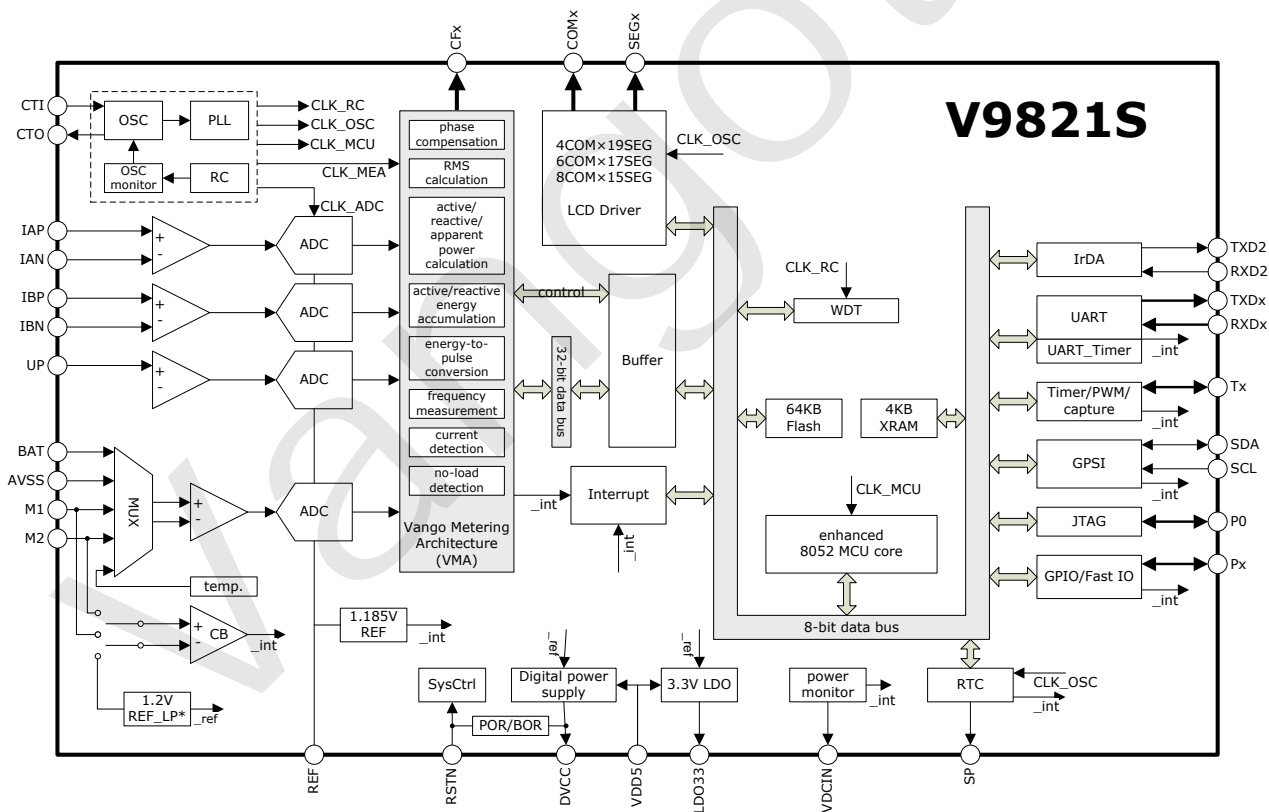 CFx
COMx
SEGx
V9821S
CTI
CTO
OSC
PLL
OSC
monitor
RC
CLK_RC
CLK_OSC
CLK_MCU
CLK_MEA
CLK_ADC
phase
compensation
RMS
calculation
active/
reactive/
apparent
power
calculation
active/reactive
energy
accumulation
energy-to-
pulse
conversion
frequency
measurement
current
detection
no-load
detection
Vango Metering
Architecture
(VMA)
4COM×19SEG
6COM×17SEG
8COM×15SEG
LCD Driver
CLK_OSC
IAP
IAN
IBP
IBN
UP
+
-
ADC
+
-
ADC
ADC
BAT
AVSS
M1
M2
MUX
+
-
ADC
temp.
+
-
CB
_int
1.2V
REF_LP*
_ref
1.185V
REF
_int
control
32-bit data bus
Buffer
_int
Interrupt
_int
CLK_RC
WDT
64KB
Flash
4KB
XRAM
CLK_MCU
enhanced
8052 MCU core
8-bit data bus
IrDA
TXD2
RXD2
UART
UART_Timer
TXDx
RXDx
_int
Timer/PWM/
capture
Tx
_int
GPSI
SDA
SCL
_int
JTAG
P0
GPIO/Fast IO
Px
_int
SysCtrl
POR/BOR
_ref
Digital power
supply
_ref
3.3V LDO
power
monitor
_int
RTC
CLK_OSC
_int
REF
RSTN
DVCC
VDD5
LDO33
VDCIN
SP
Vango